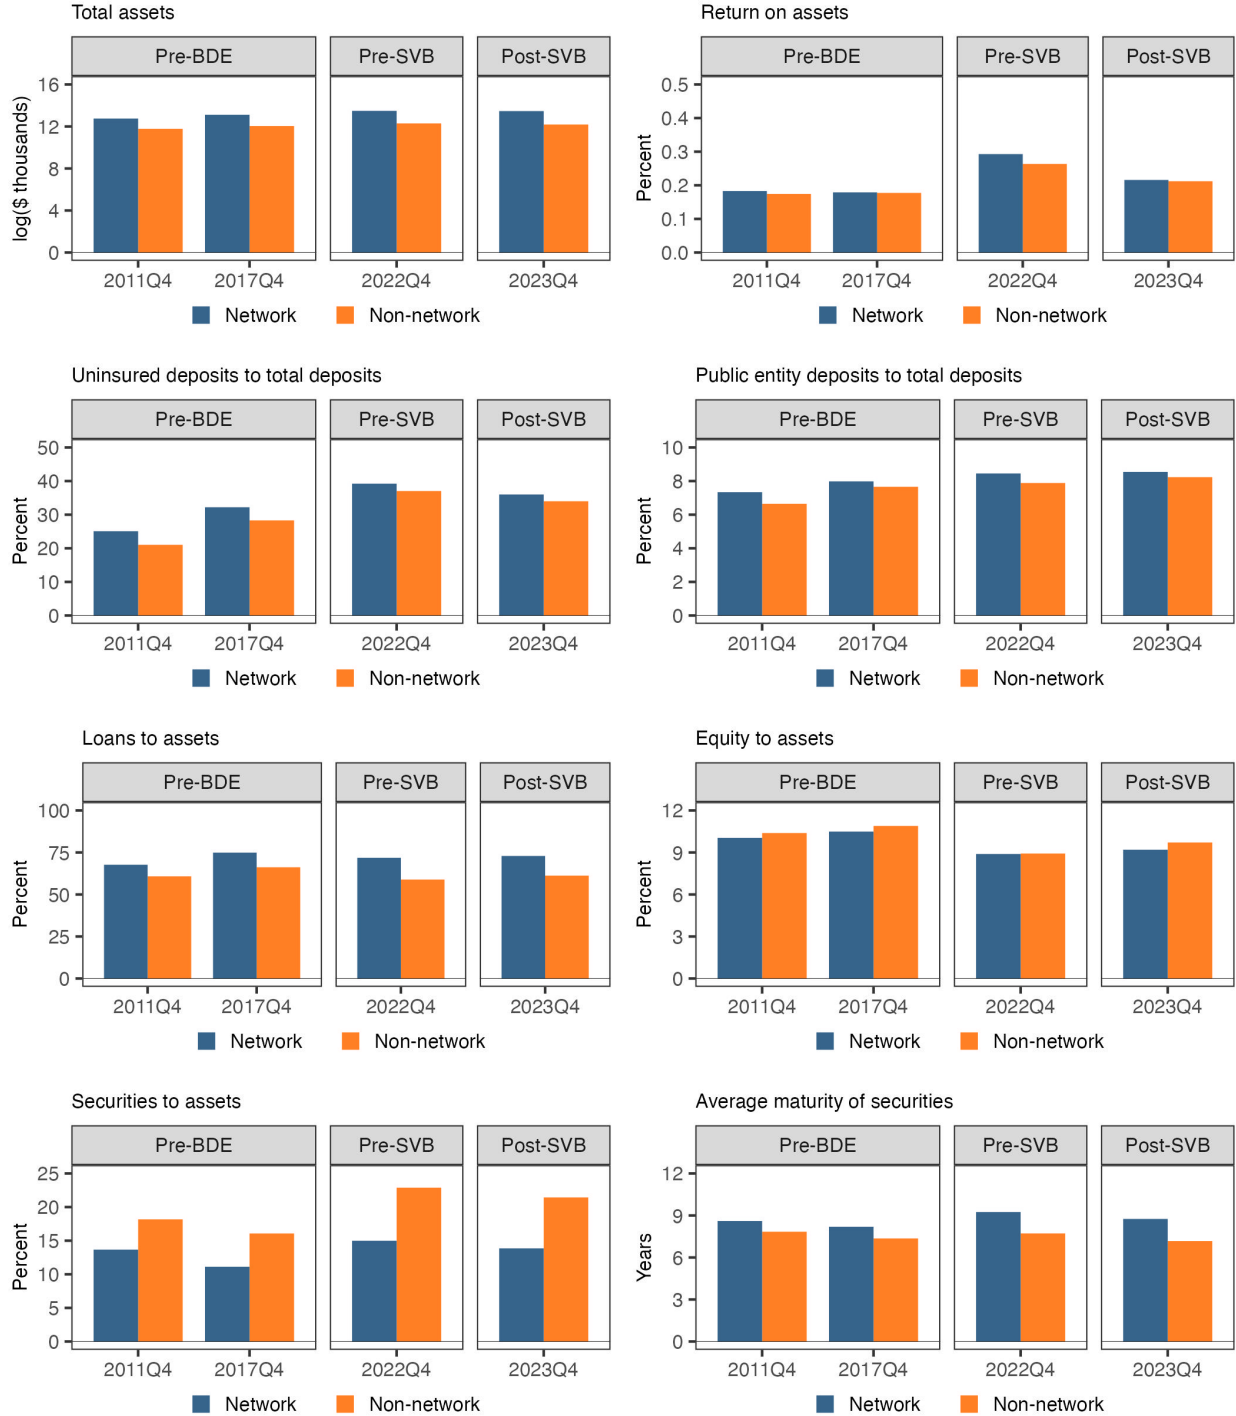 Total assets
Pre-BDE Pre-SVB Post-SVB
log($ thousands)
16
12
8
4
0
2011Q4 2017Q4 2022Q4 2023Q4
Network Non-network
Return on assets
Pre-BDE Pre-SVB Post-SVB
Percent
0.5
0.4
0.3
0.2
0.1
0.0
2011Q4 2017Q4 2022Q4 2023Q4
Network Non-network
Uninsured deposits to total deposits
Pre-BDE Pre-SVB Post-SVB
Percent
50
40
30
20
10
0
2011Q4 2017Q4 2022Q4 2023Q4
Network Non-network
Public entity deposits to total deposits
Pre-BDE Pre-SVB Post-SVB
Percent
10
8
6
4
2
0
2011Q4 2017Q4 2022Q4 2023Q4
Network Non-network
Loans to assets
Pre-BDE Pre-SVB Post-SVB
Percent
100
75
50
25
0
2011Q4 2017Q4 2022Q4 2023Q4
Network Non-network
Equity to assets
Pre-BDE Pre-SVB Post-SVB
Percent
12
9
6
3
0
2011Q4 2017Q4 2022Q4 2023Q4
Network Non-network
Securities to assets
Pre-BDE Pre-SVB Post-SVB
Percent
25
20
15
10
5
0
2011Q4 2017Q4 2022Q4 2023Q4
Network Non-network
Average maturity of securities
Pre-BDE Pre-SVB Post-SVB
Years
12
9
6
3
0
2011Q4 2017Q4 2022Q4 2023Q4
Network Non-network